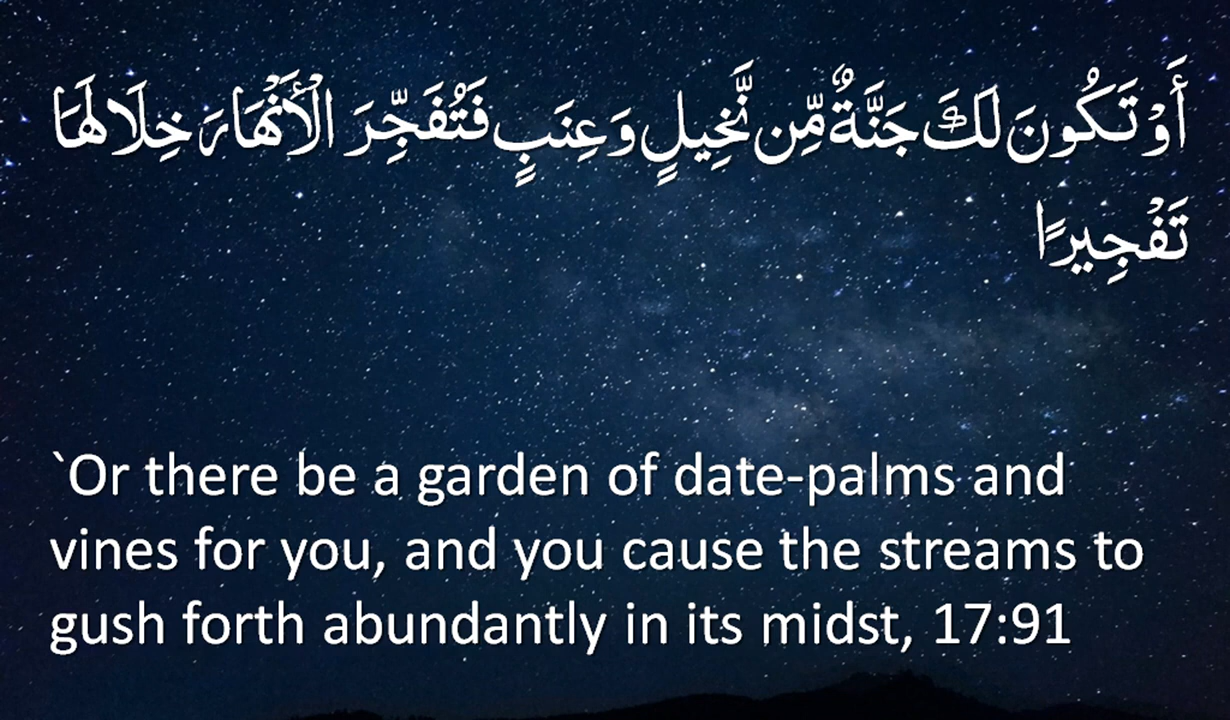 أَوْ تَكُونَ لَكَ جَنَّةٌ مِّن نَّخِيلٍ وَعِنَبٍ فَتُفَجِّرَ الْأَنْهَارَ خِلَالَهَا
تَفْجِيرًا
`Or there be a garden of date-palms and
vines for you, and you cause the streams to
gush forth abundantly in its midst, 17:91